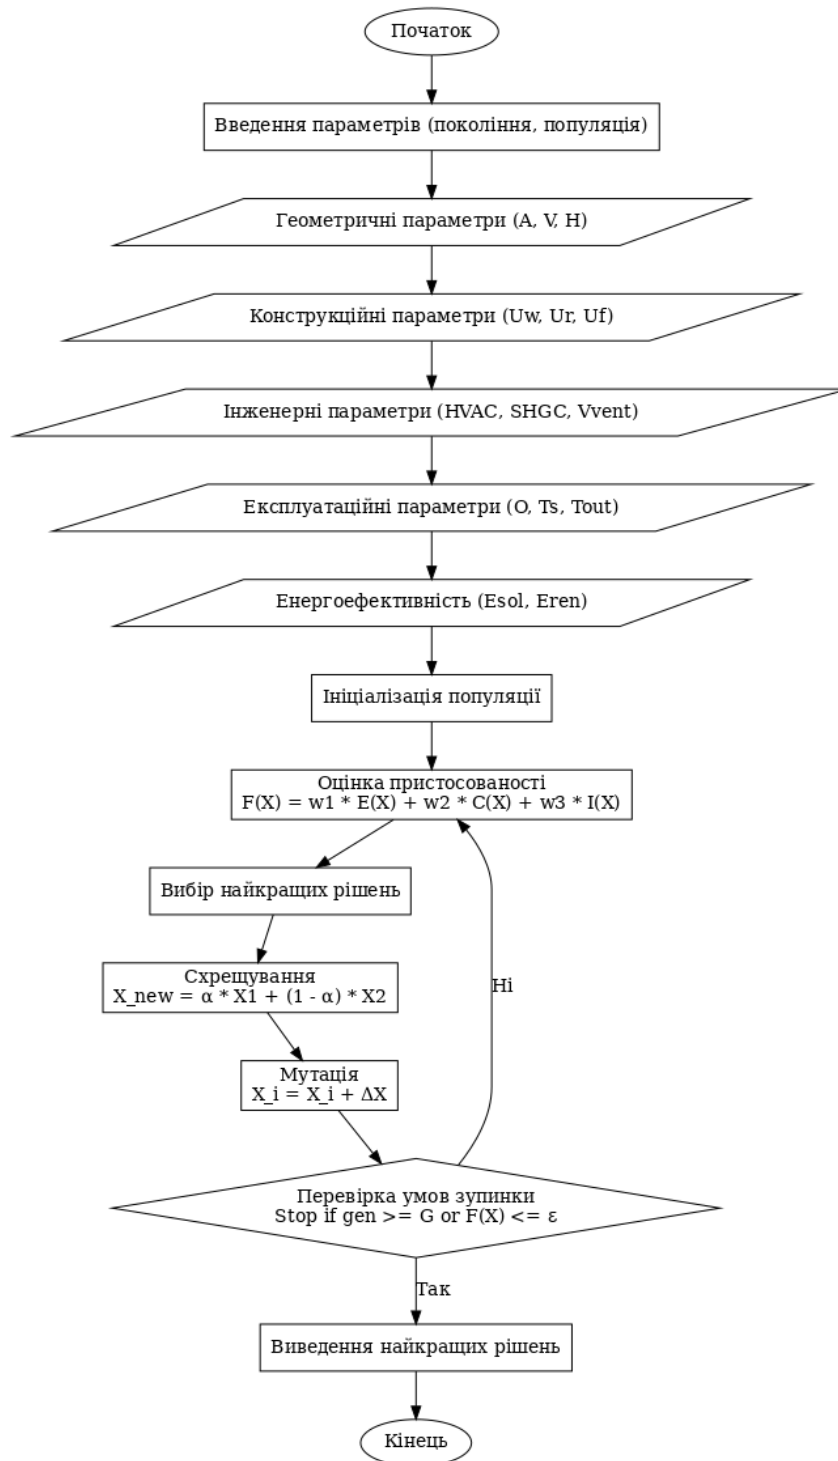 Початок
Введення параметрів (покоління, популяція)
Геометричні параметри (A, V, H)
Конструкційні параметри (Uw, Ur, Uf)
Інженерні параметри (HVAC, SHGC, Vvent)
Експлуатаційні параметри (O, Ts, Tout)
Енергоефективність (Esol, Eren)
Ініціалізація популяції
Оцінка пристосованості
F(X) = w1 * E(X) + w2 * C(X) + w3 * I(X)
Вибір найкращих рішень
Схрещування
X_new = α * X1 + (1 - α) * X2
Ні
Мутація
X_i = X_i + ΔX
Перевірка умов зупинки
Stop if gen >= G or F(X) <= ε
Так
Виведення найкращих рішень
Кінець